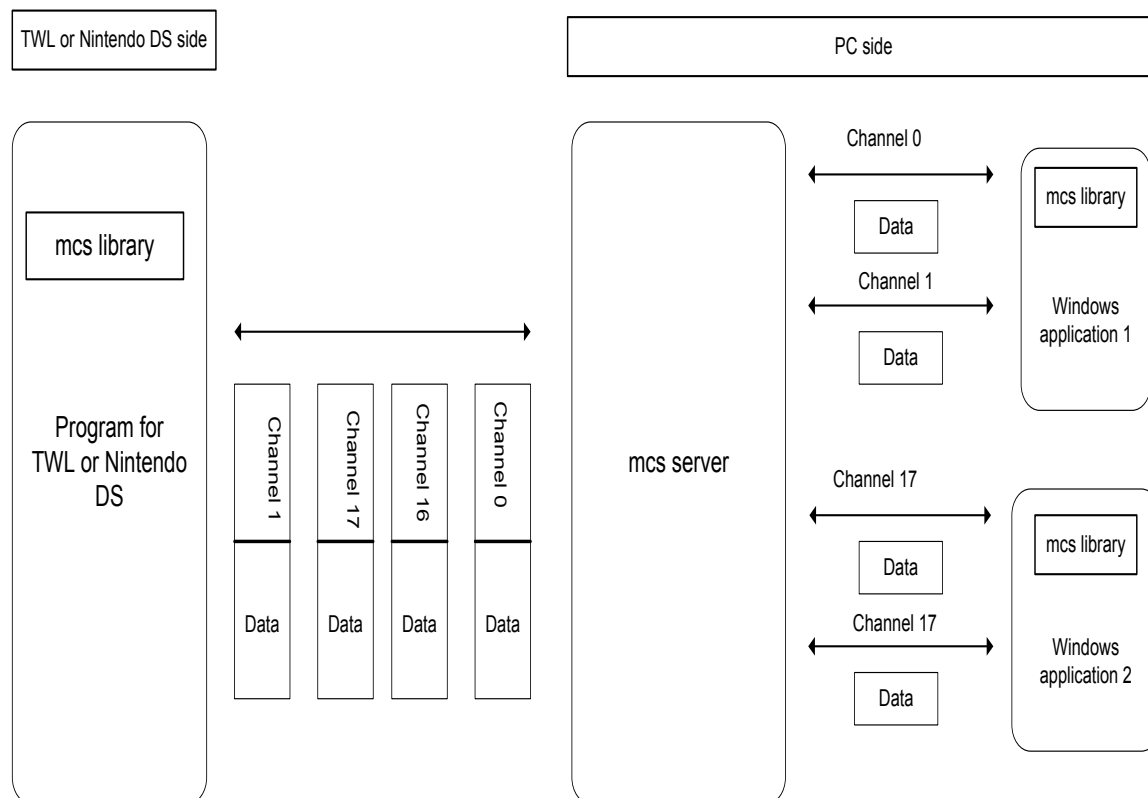 TWL or Nintendo DS side
PC side
mcs library
Program for
TWL or Nintendo
DS
Channel 1
Channel 17
Channel 16
Channel 0
Data
Data
Data
Data
mcs server
Channel 0
Data
Channel 1
Data
mcs library
Windows
application 1
Channel 17
Data
Channel 17
Data
mcs library
Windows
application 2